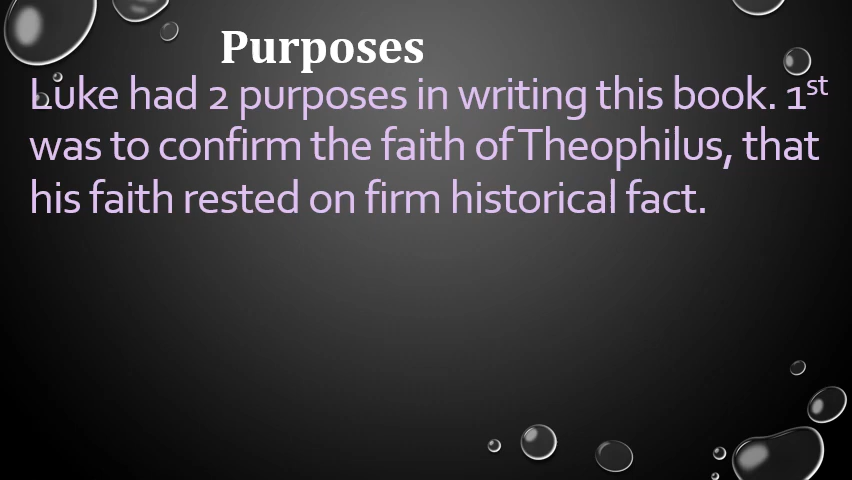 Purposes
Luke had 2 purposes in writing this book. 1st
was to confirm the faith of Theophilus, that
his faith rested on firm historical fact.